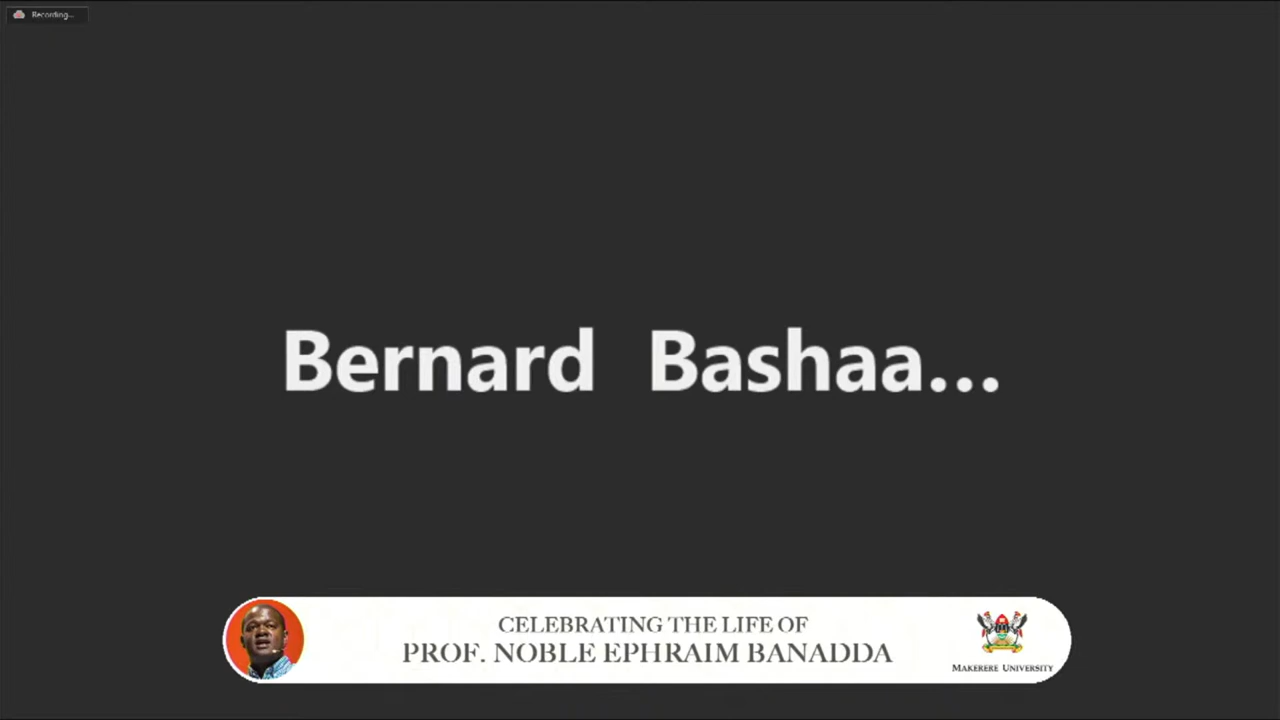 Recording...
Bernard Bashaa...
CELEBRATING THE LIFE OF
PROF. NOBLE EPHRAIM BANADDA
MAKERERE UNIVERSITY